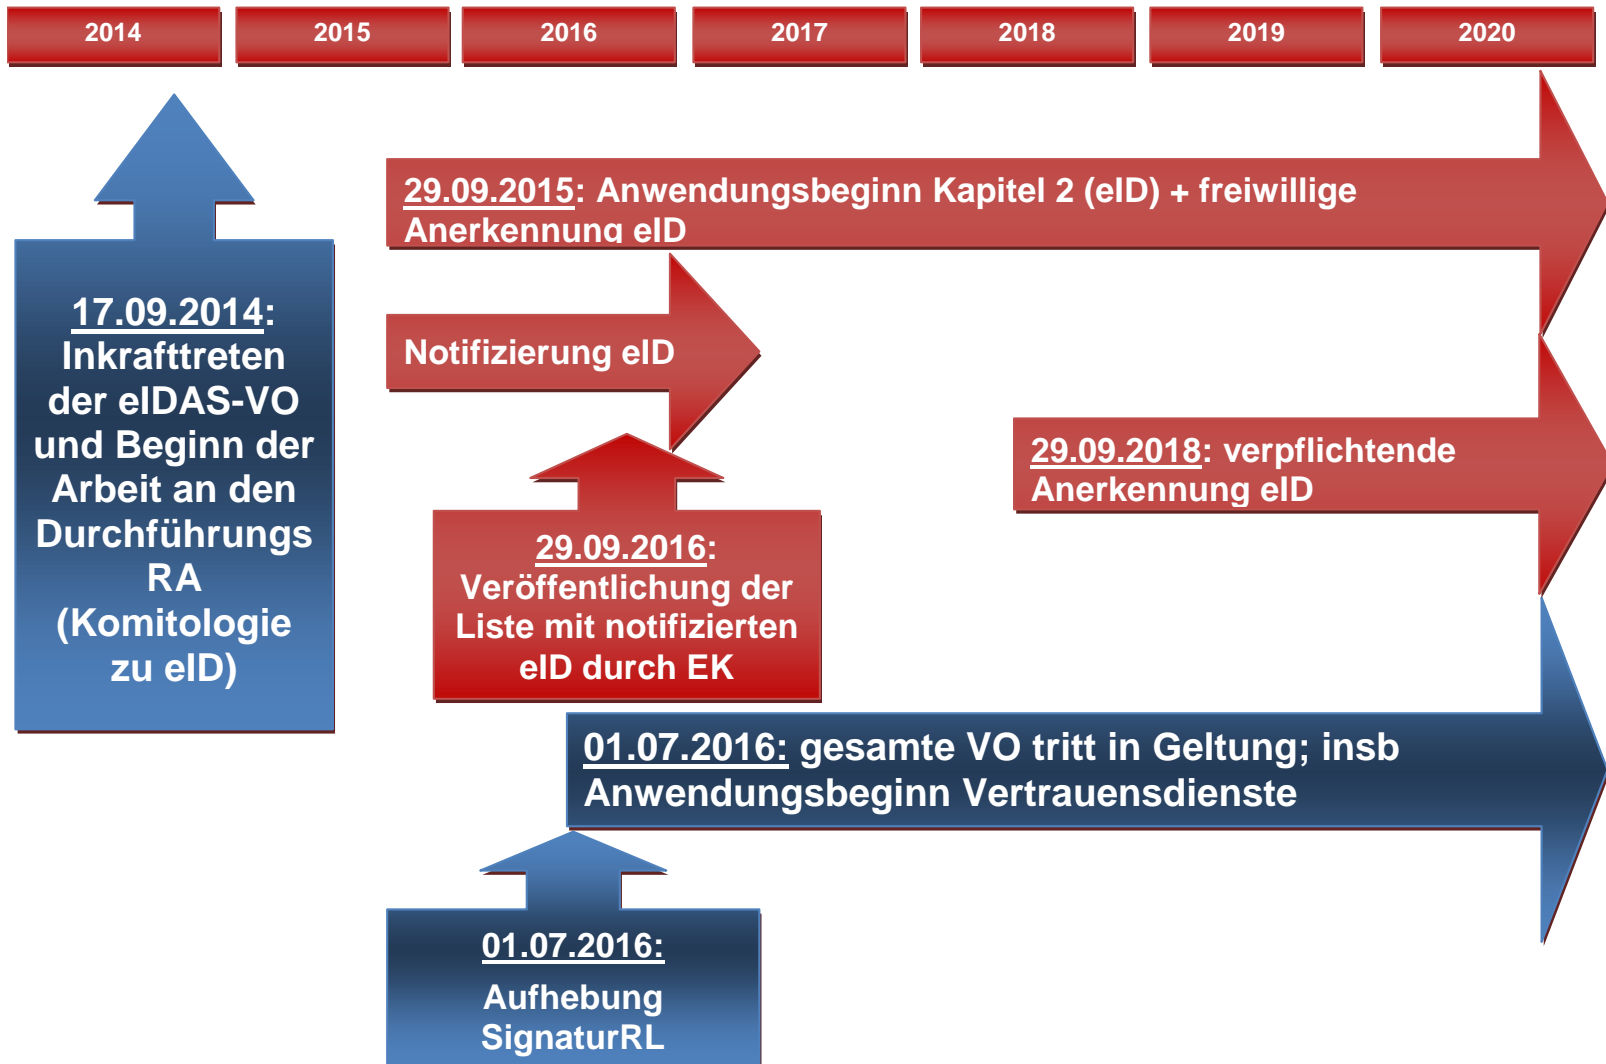 2014 2015 2016 2017 2018 2019 2020
29.09.2015: Anwendungsbeginn Kapitel 2 (eID) + freiwillige
Anerkennung eID
17.09.2014:
Inkrafttreten
der eIDAS-VO
und Beginn der
Arbeit an den
Durchführungs
RA
(Komitologie
zu eID)
Notifizierung eID
29.09.2018: verpflichtende
Anerkennung eID
29.09.2016:
Veröffentlichung der
Liste mit notifizierten
eID durch EK
01.07.2016: gesamte VO tritt in Geltung; insb
Anwendungsbeginn Vertrauensdienste
01.07.2016:
Aufhebung
SignaturRL